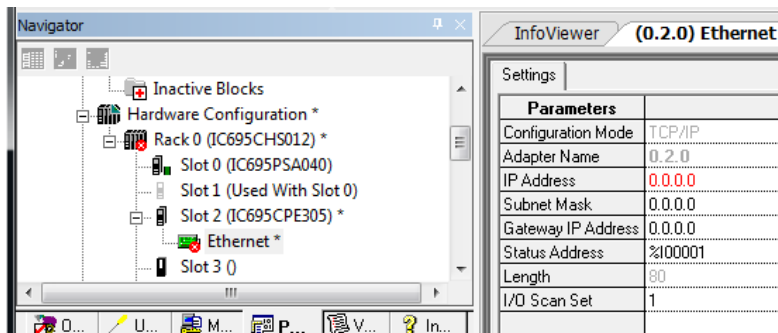 Navigator
InfoViewer
(0.2.0) Ethernet
Inactive Blocks
Hardware Configuration *
Rack 0 (IC695CHS012) *
Slot 0 (IC695PSA040)
Slot 1 (Used With Slot 0)
Slot 2 (IC695CPE305) *
Ethernet *
Slot 3 ()
O... U... M... P... V... In...
Settings
Parameters
Configuration Mode TCP/IP
Adapter Name 0.2.0
IP Address 0.0.0.0
Subnet Mask 0.0.0.0
Gateway IP Address 0.0.0.0
Status Address %I00001
Length 80
I/O Scan Set 1